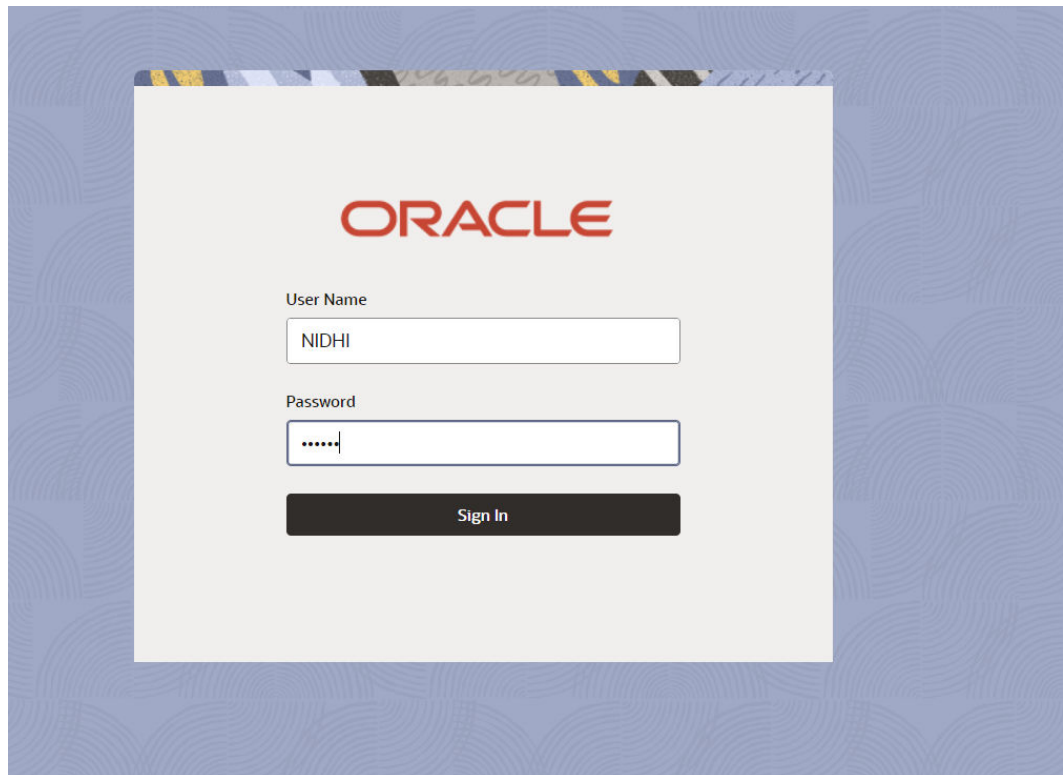 ORACLE
User Name
NIDHI
Password
••••••
Sign In